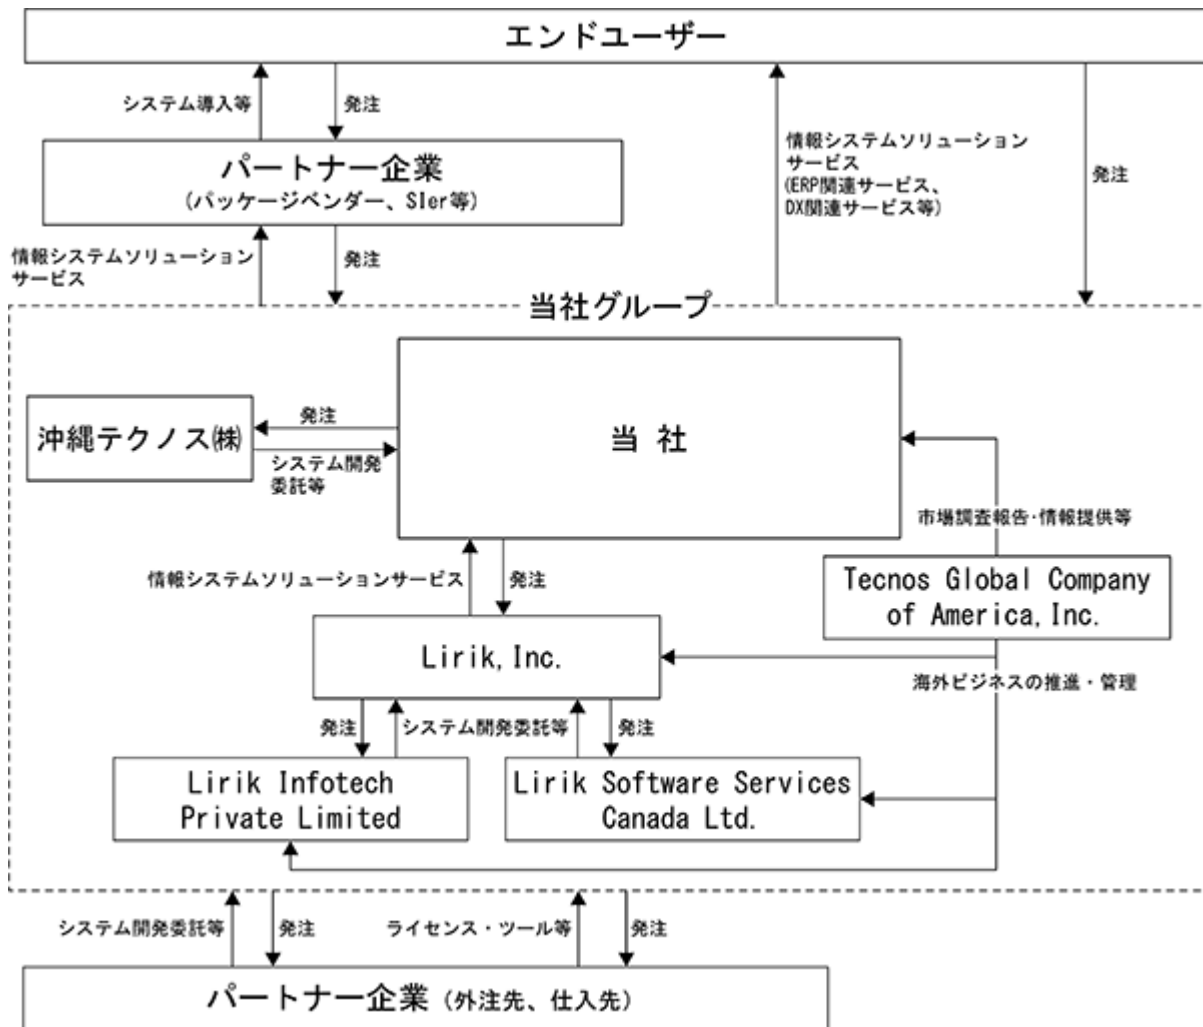 エンドユーザー
システム導入等
発注
パートナー企業
(パッケージベンダー、SIer等)
情報システムソリューション
サービス
(ERP関連サービス、
DX関連サービス等)
発注
情報システムソリューション
サービス
発注
当社グループ
当 社
沖縄テクノス㈱
発注
システム開発
委託等
市場調査報告・情報提供等
情報システムソリューションサービス
発注
Tecnos Global Company
of America, Inc.
Lirik, Inc.
海外ビジネスの推進・管理
発注
システム開発委託等
発注
Lirik Infotech
Private Limited
Lirik Software Services
Canada Ltd.
システム開発委託等
発注
ライセンス・ツール等
発注
パートナー企業 (外注先、仕入先)